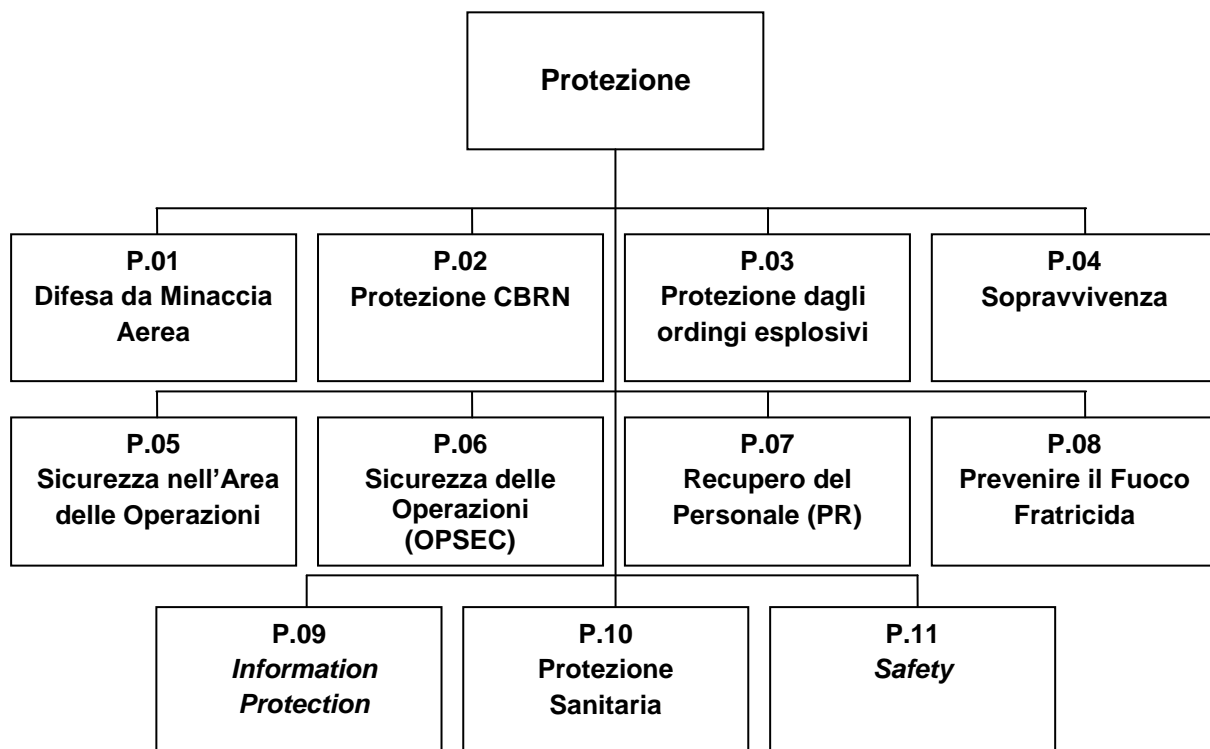 Protezione
P.01
Difesa da Minaccia
Aerea
P.02
Protezione CBRN
P.03
Protezione dagli
ordingi esplosivi
P.04
Sopravvivenza
P.05
Sicurezza nell’Area
delle Operazioni
P.06
Sicurezza delle
Operazioni
(OPSEC)
P.07
Recupero del
Personale (PR)
P.08
Prevenire il Fuoco
Fratricida
P.09
Information
Protection
P.10
Protezione
Sanitaria
P.11
Safety